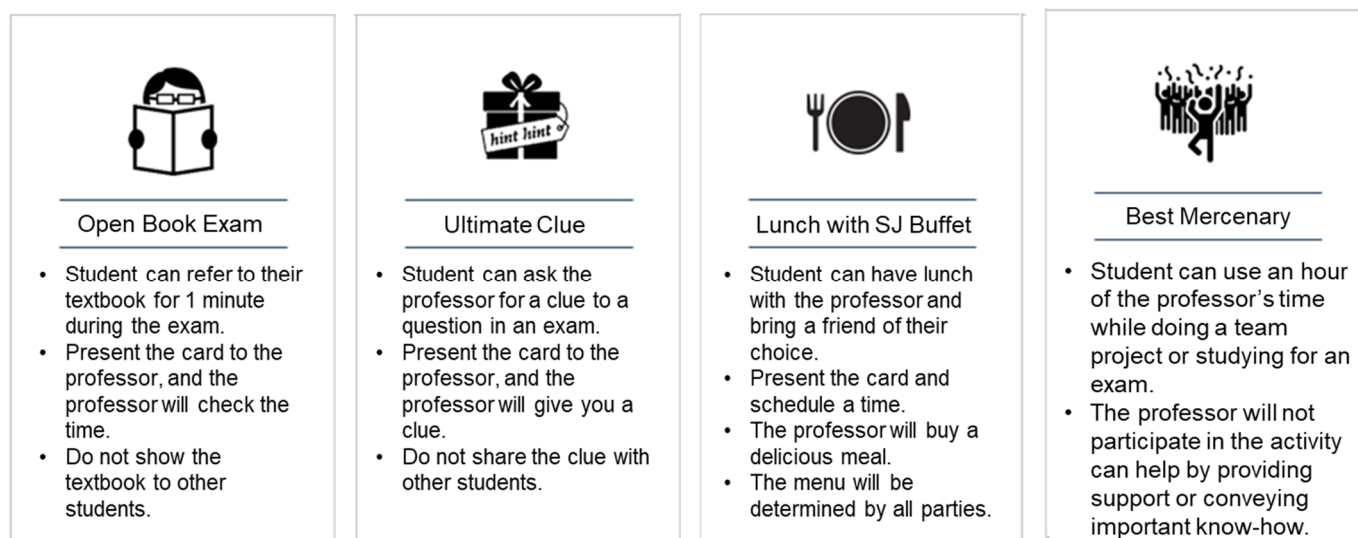 hint hint
Open Book Exam
• Student can refer to their
textbook for 1 minute
during the exam.
• Present the card to the
professor, and the
professor will check the
time.
• Do not show the
textbook to other
students.
Ultimate Clue
• Student can ask the
professor for a clue to a
question in an exam.
• Present the card to the
professor, and the
professor will give you a
clue.
• Do not share the clue with
other students.
Lunch with SJ Buffet
• Student can have lunch
with the professor and
bring a friend of their
choice.
• Present the card and
schedule a time.
• The professor will buy a
delicious meal.
• The menu will be
determined by all parties.
Best Mercenary
• Student can use an hour
of the professor's time
while doing a team
project or studying for an
exam.
• The professor will not
participate in the activity
can help by providing
support or conveying
important know-how.